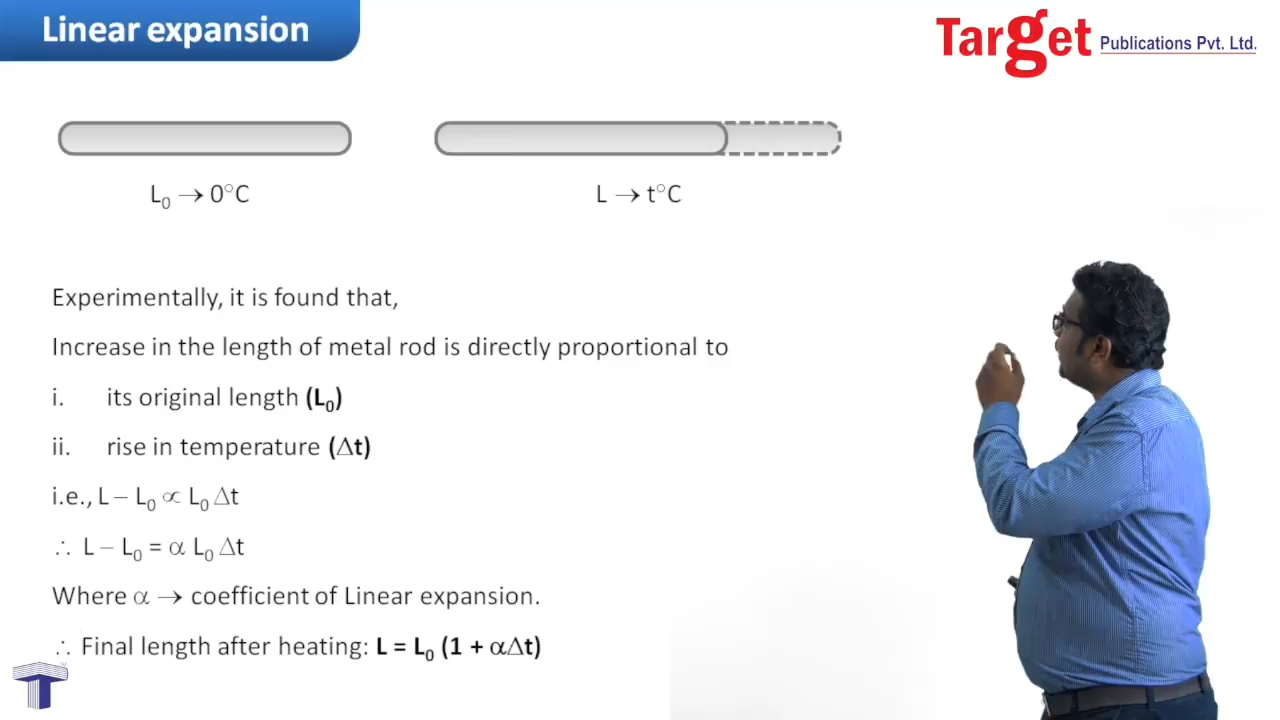 Linear expansion
Target Publications Pvt. Ltd.
L₀ → 0°C
L → t°C
Experimentally, it is found that,
Increase in the length of metal rod is directly proportional to
i. its original length (L₀)
ii. rise in temperature (Δt)
i.e., L – L₀ ∝ L₀ Δt
∴ L – L₀ = α L₀ Δt
Where α → coefficient of Linear expansion.
∴ Final length after heating: L = L₀ (1 + αΔt)